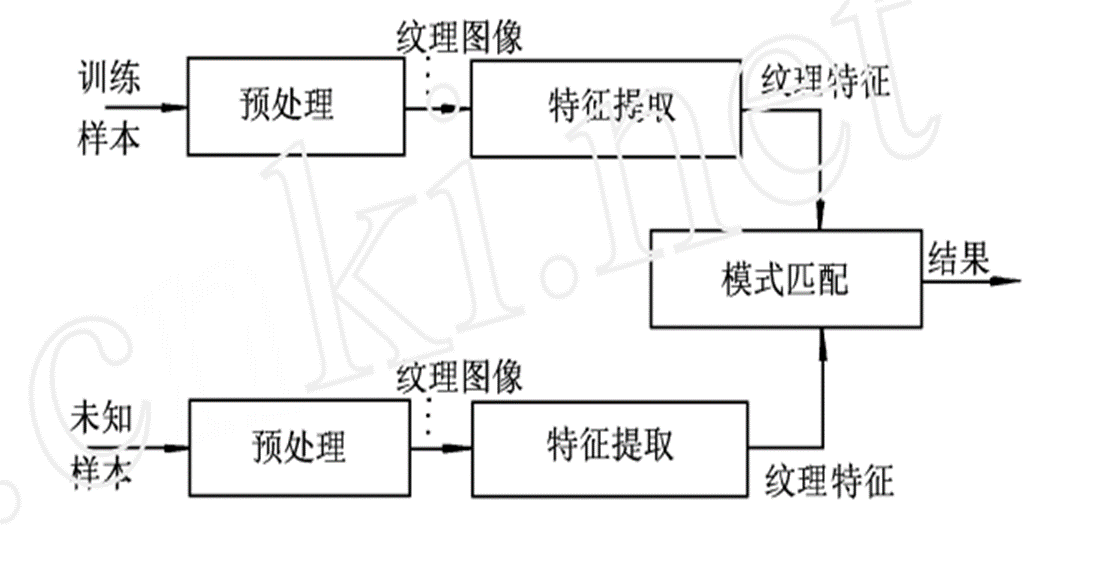 纹理图像
训练
样本
预处理
特征提取
纹理特征
模式匹配
结果
纹理图像
未知
样本
预处理
特征提取
纹理特征
.cnki.net